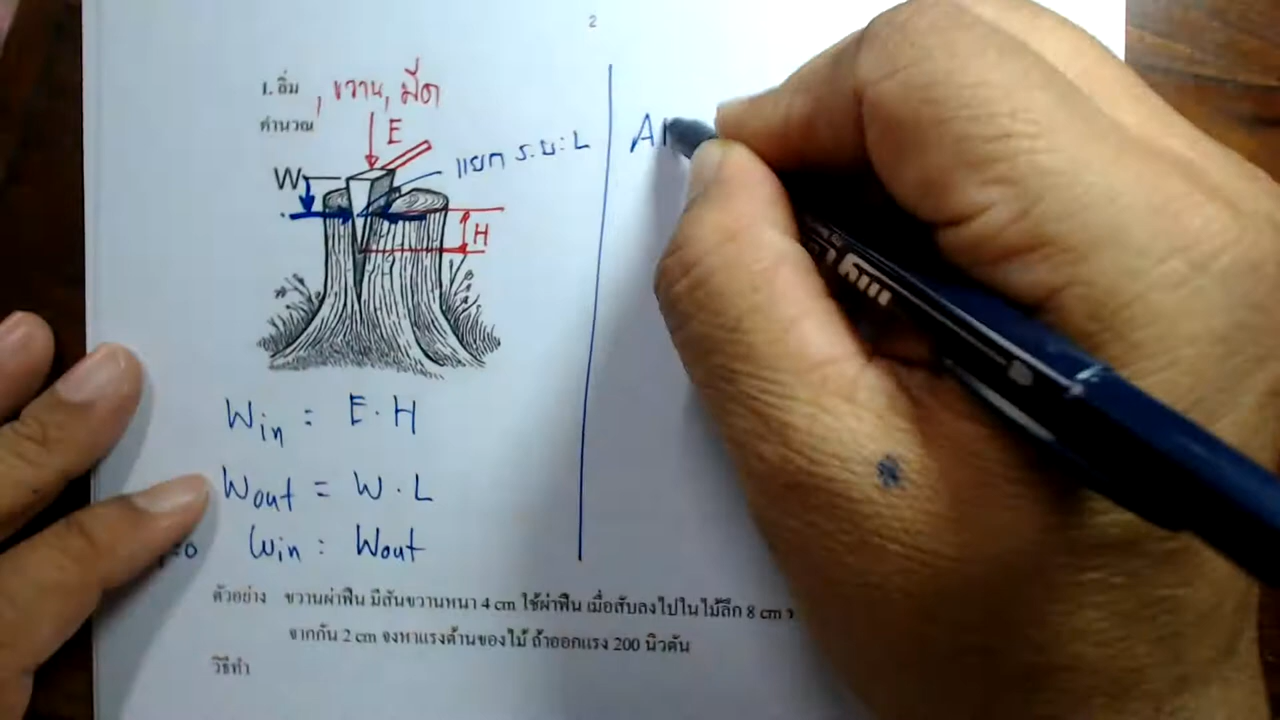 2
1. ลิ่ม , ขวาน, มีด
คำนวณ
E
แยก ร.ย: L
W
H
A
Win = E. H
Wout = W. L
Win : Wout
ตัวอย่าง ขวานผ่าฟืน มีสันขวานหนา 4 cm ใช้ผ่าฟืน เมื่อสับลงไปในไม้ลึก 8 cm
จากกัน 2 cm จงหาแรงต้านของไม้ ถ้าออกแรง 200 นิวตัน
วิธีทำ